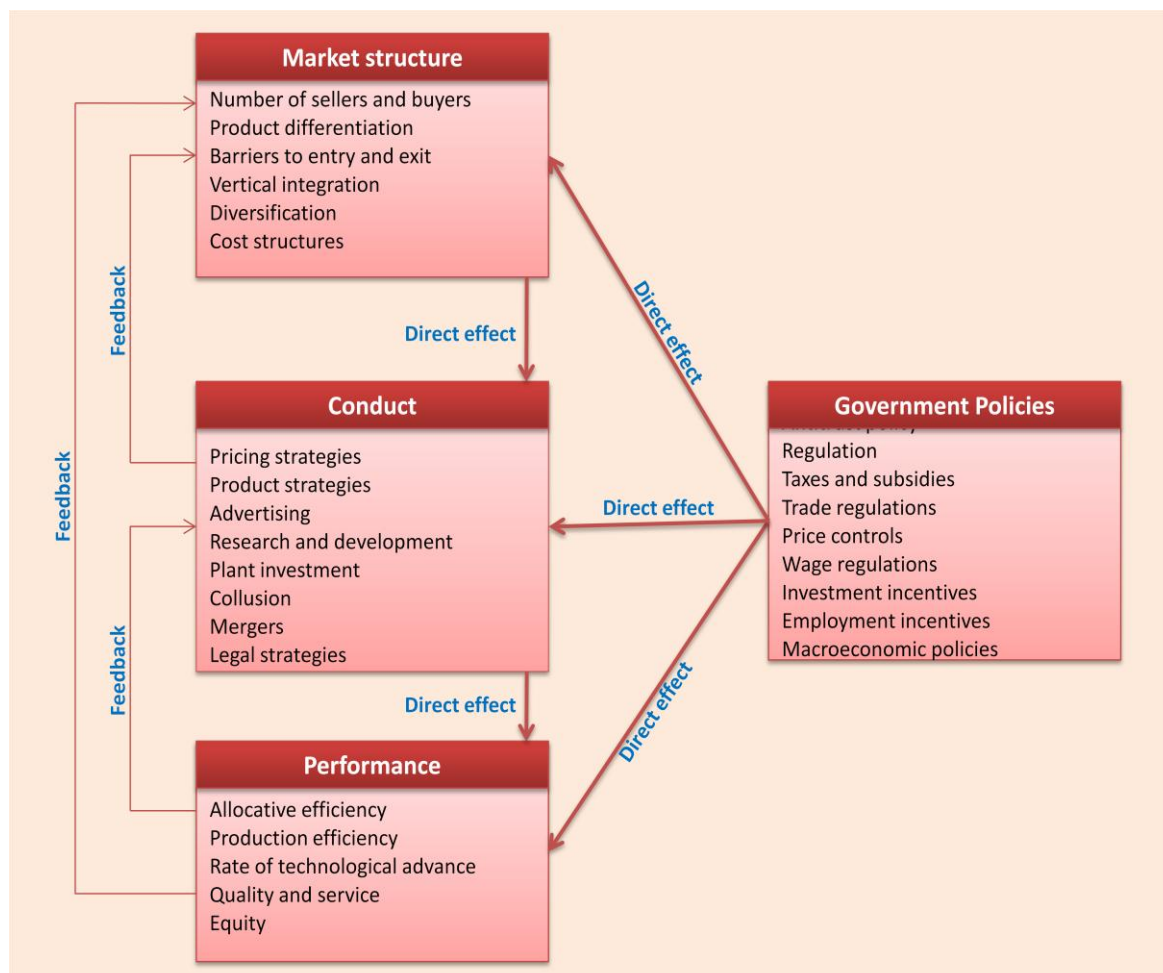 Market structure
Number of sellers and buyers
Product differentiation
Barriers to entry and exit
Vertical integration
Diversification
Cost structures
Feedback
Direct effect
Direct effect
Conduct
Pricing strategies
Product strategies
Advertising
Research and development
Plant investment
Collusion
Mergers
Legal strategies
Feedback
Feedback
Direct effect
Government Policies
Regulation
Taxes and subsidies
Trade regulations
Price controls
Wage regulations
Investment incentives
Employment incentives
Macroeconomic policies
Direct effect
Direct effect
Performance
Allocative efficiency
Production efficiency
Rate of technological advance
Quality and service
Equity